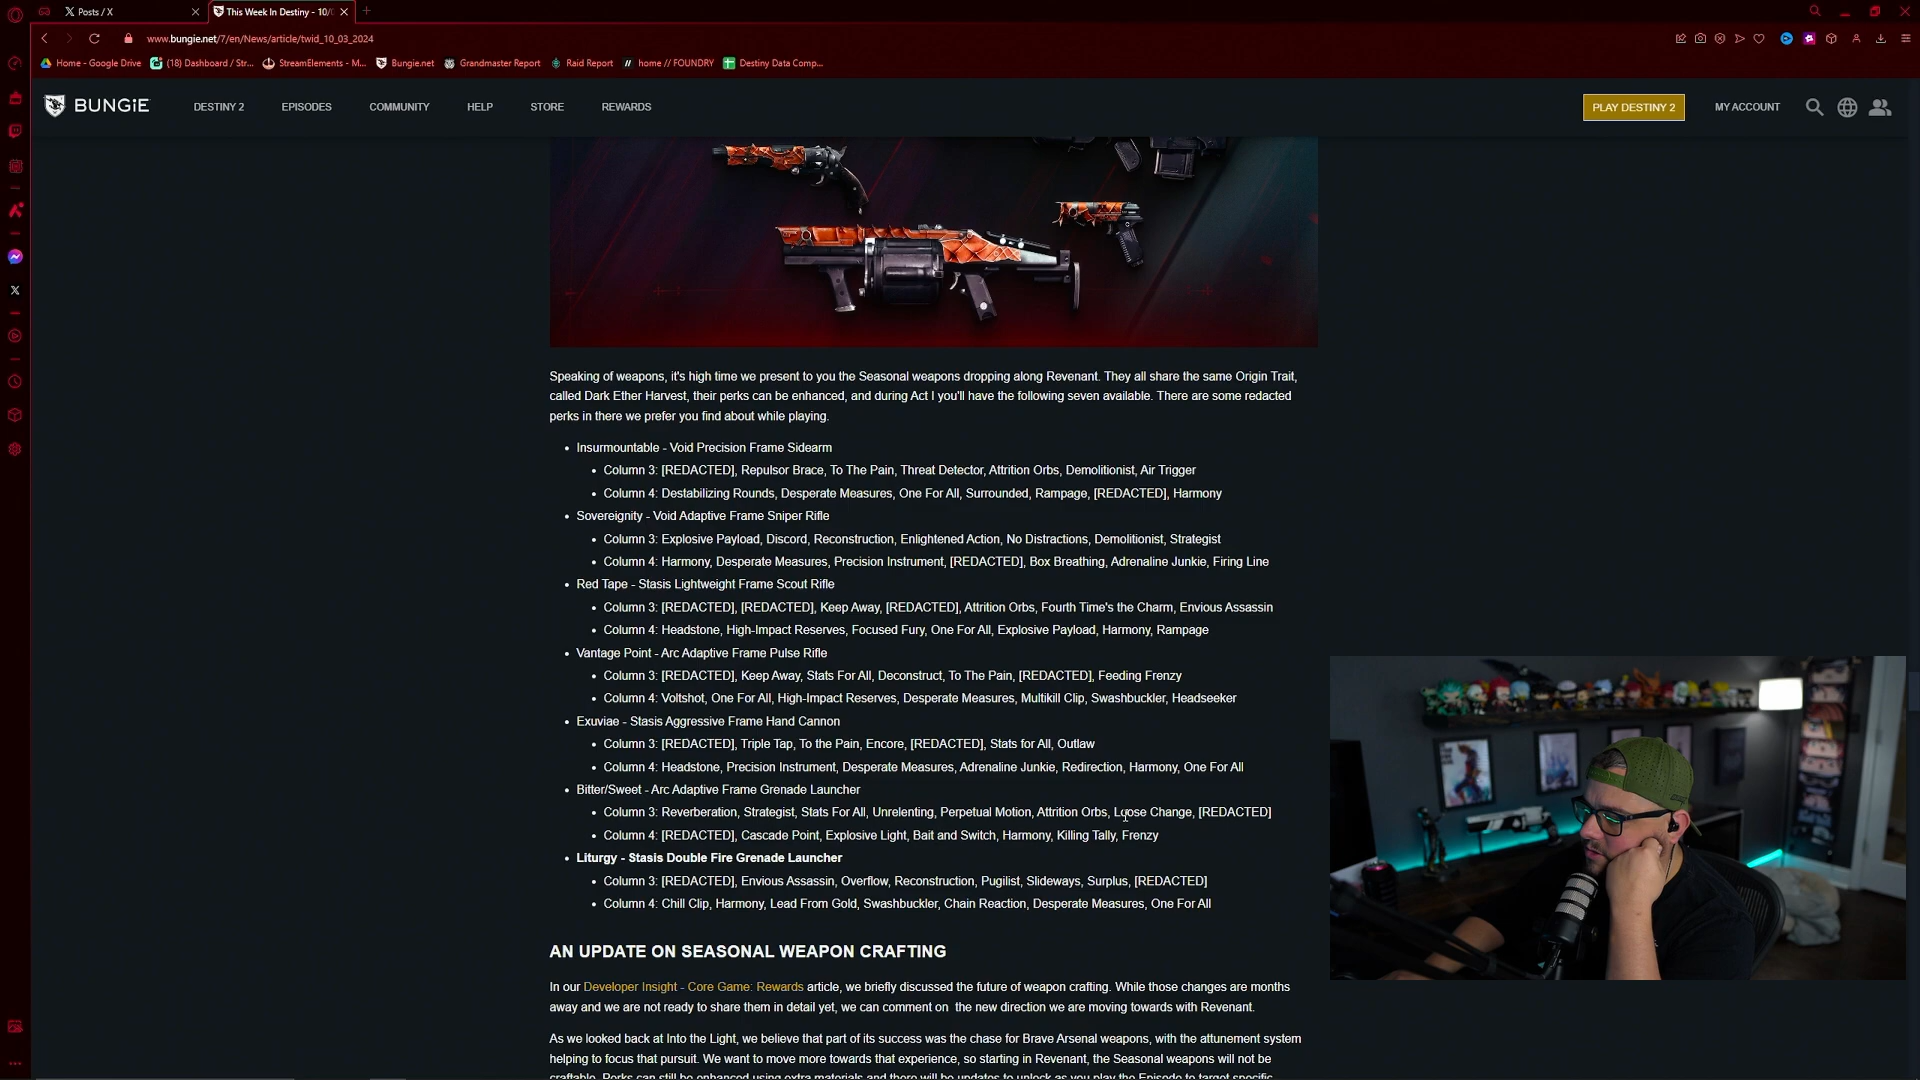 Posts / X
This Week In Destiny - 10/
www.bungie.net/7/en/News/article/twid_10_03_2024
Home - Google Drive
(18) Dashboard / Str...
StreamElements - M...
Bungie.net
Grandmaster Report
Raid Report
home // FOUNDRY
Destiny Data Comp...
BUNGiE
DESTINY 2
EPISODES
COMMUNITY
HELP
STORE
REWARDS
PLAY DESTINY 2
MY ACCOUNT
Speaking of weapons, it's high time we present to you the Seasonal weapons dropping along Revenant. They all share the same Origin Trait,
called Dark Ether Harvest, their perks can be enhanced, and during Act I you'll have the following seven available. There are some redacted
perks in there we prefer you find about while playing.
• Insurmountable - Void Precision Frame Sidearm
• Column 3: [REDACTED], Repulsor Brace, To The Pain, Threat Detector, Attrition Orbs, Demolitionist, Air Trigger
• Column 4: Destabilizing Rounds, Desperate Measures, One For All, Surrounded, Rampage, [REDACTED], Harmony
• Sovereignity - Void Adaptive Frame Sniper Rifle
• Column 3: Explosive Payload, Discord, Reconstruction, Enlightened Action, No Distractions, Demolitionist, Strategist
• Column 4: Harmony, Desperate Measures, Precision Instrument, [REDACTED], Box Breathing, Adrenaline Junkie, Firing Line
• Red Tape - Stasis Lightweight Frame Scout Rifle
• Column 3: [REDACTED], [REDACTED], Keep Away, [REDACTED], Attrition Orbs, Fourth Time's the Charm, Envious Assassin
• Column 4: Headstone, High-Impact Reserves, Focused Fury, One For All, Explosive Payload, Harmony, Rampage
• Vantage Point - Arc Adaptive Frame Pulse Rifle
• Column 3: [REDACTED], Keep Away, Stats For All, Deconstruct, To The Pain, [REDACTED], Feeding Frenzy
• Column 4: Voltshot, One For All, High-Impact Reserves, Desperate Measures, Multikill Clip, Swashbuckler, Headseeker
• Exuviae - Stasis Aggressive Frame Hand Cannon
• Column 3: [REDACTED], Triple Tap, To the Pain, Encore, [REDACTED], Stats for All, Outlaw
• Column 4: Headstone, Precision Instrument, Desperate Measures, Adrenaline Junkie, Redirection, Harmony, One For All
• Bitter/Sweet - Arc Adaptive Frame Grenade Launcher
• Column 3: Reverberation, Strategist, Stats For All, Unrelenting, Perpetual Motion, Attrition Orbs, Loose Change, [REDACTED]
• Column 4: [REDACTED], Cascade Point, Explosive Light, Bait and Switch, Harmony, Killing Tally, Frenzy
• Liturgy - Stasis Double Fire Grenade Launcher
• Column 3: [REDACTED], Envious Assassin, Overflow, Reconstruction, Pugilist, Slideways, Surplus, [REDACTED]
• Column 4: Chill Clip, Harmony, Lead From Gold, Swashbuckler, Chain Reaction, Desperate Measures, One For All
AN UPDATE ON SEASONAL WEAPON CRAFTING
In our Developer Insight - Core Game: Rewards article, we briefly discussed the future of weapon crafting. While those changes are months
away and we are not ready to share them in detail yet, we can comment on the new direction we are moving towards with Revenant.
As we looked back at Into the Light, we believe that part of its success was the chase for Brave Arsenal weapons, with the attunement system
helping to focus that pursuit. We want to move more towards that experience, so starting in Revenant, the Seasonal weapons will not be
craftable. Perks can still be enhanced using extra materials and there will be updates to unlock as you play the Episode to target specific